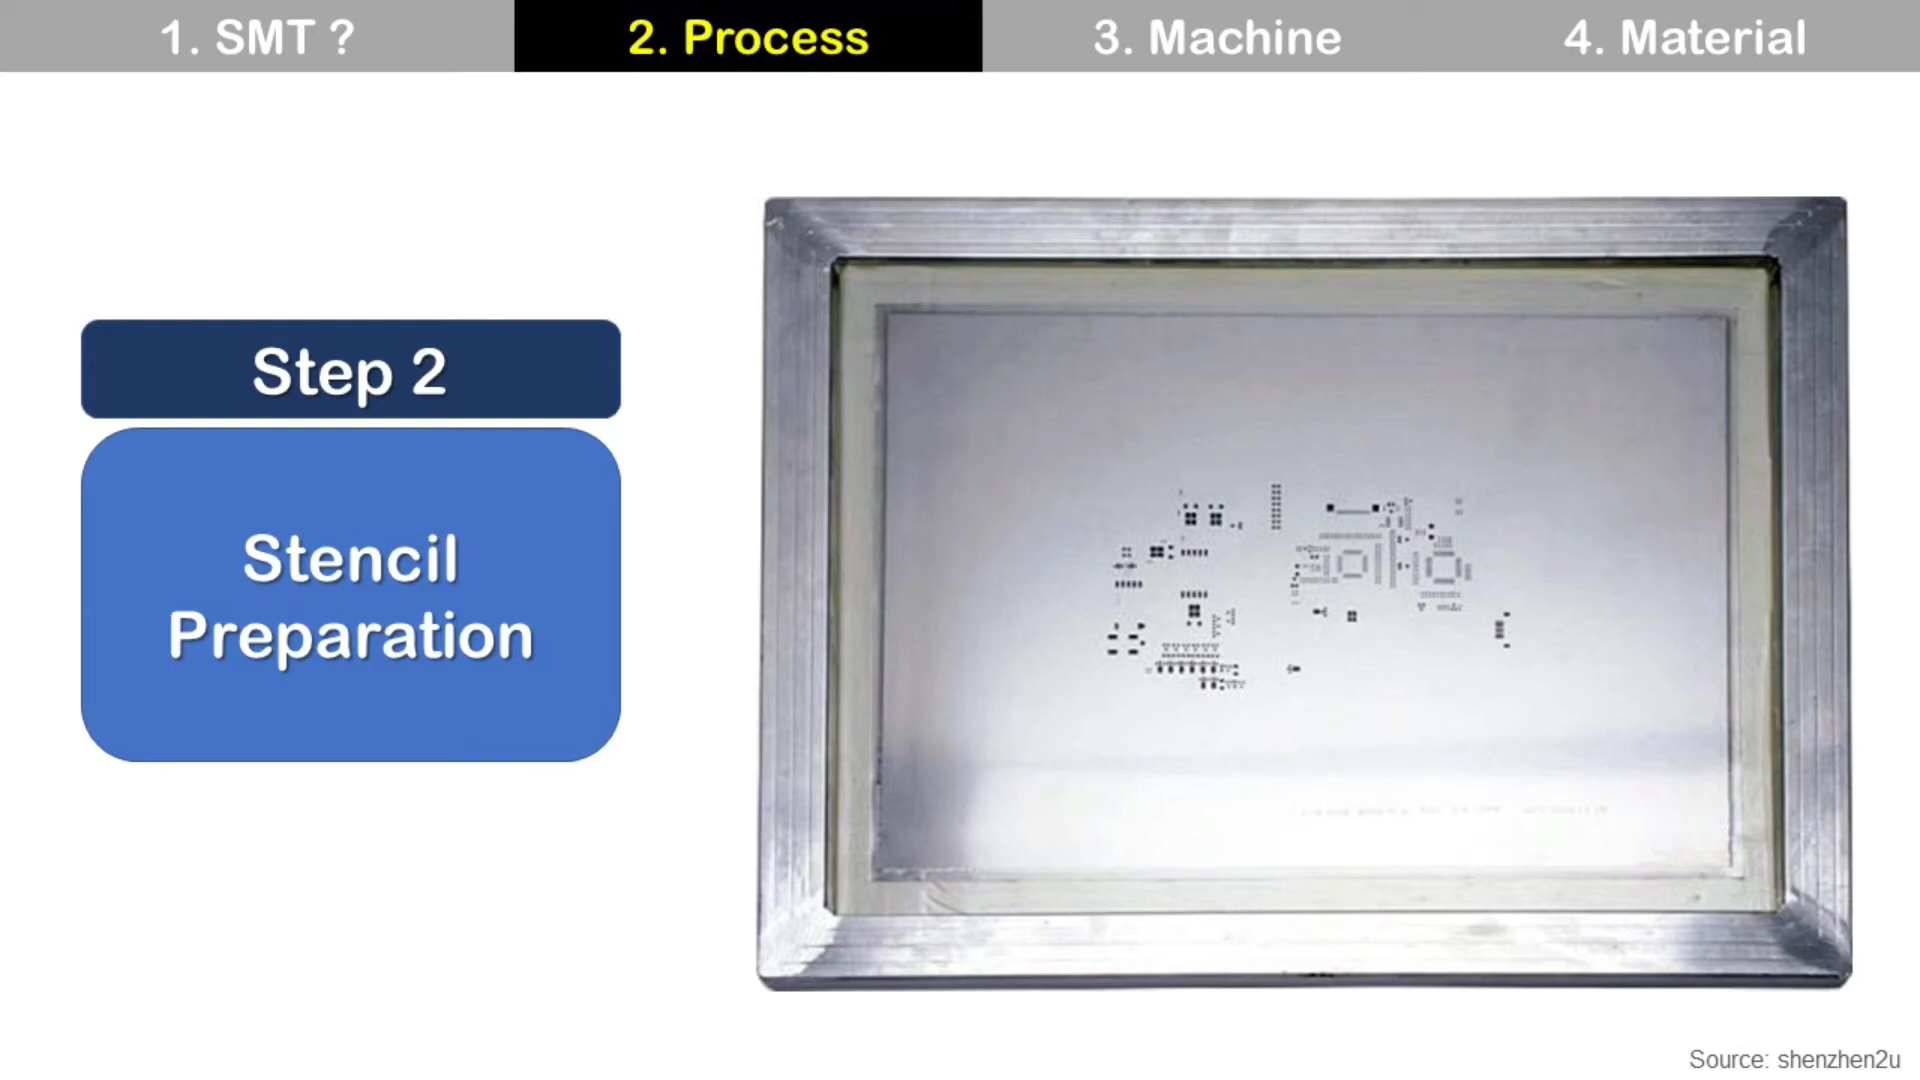 1. SMT ?
2. Process
3. Machine
4. Material
Step 2
Stencil
Preparation
Source: shenzhen2u